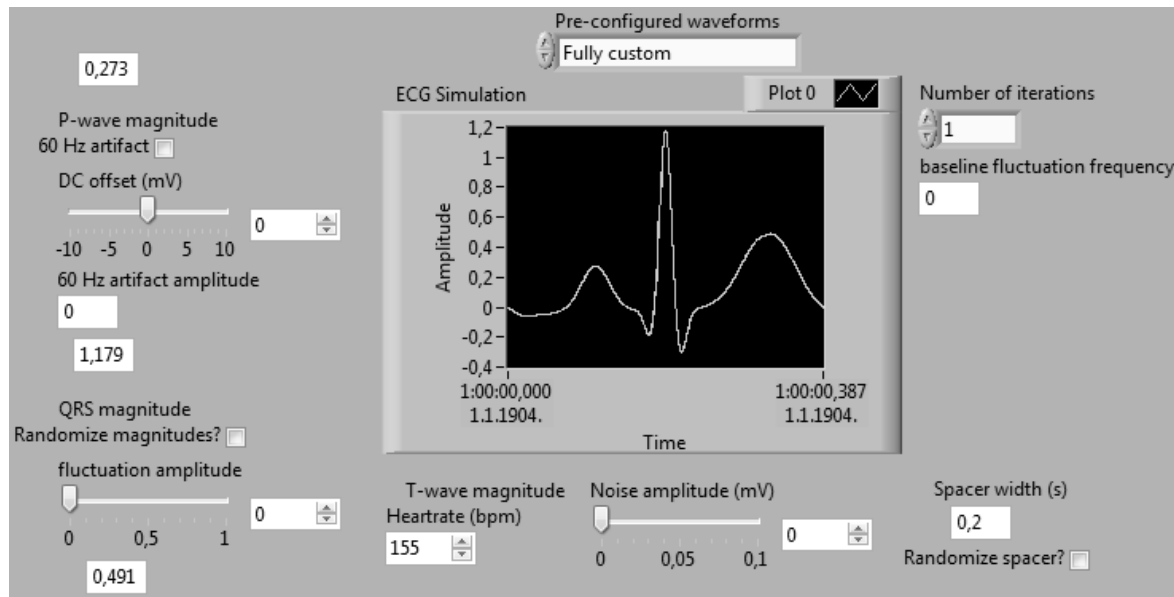 Pre-configured waveforms
Fully custom
0,273
P-wave magnitude
60 Hz artifact
DC offset (mV)
0
-10 -5 0 5 10
60 Hz artifact amplitude
0
1,179
QRS magnitude
Randomize magnitudes?
fluctuation amplitude
0
0 0,5 1
0,491
ECG Simulation
Plot 0
Amplitude
1,2
1
0,8
0,6
0,4
0,2
0
-0,2
-0,4
1:00:00,000 1:00:00,387
1.1.1904. 1.1.1904.
Time
Number of iterations
1
baseline fluctuation frequency
0
T-wave magnitude
Heartrate (bpm)
155
Noise amplitude (mV)
0
0 0,05 0,1
Spacer width (s)
0,2
Randomize spacer?